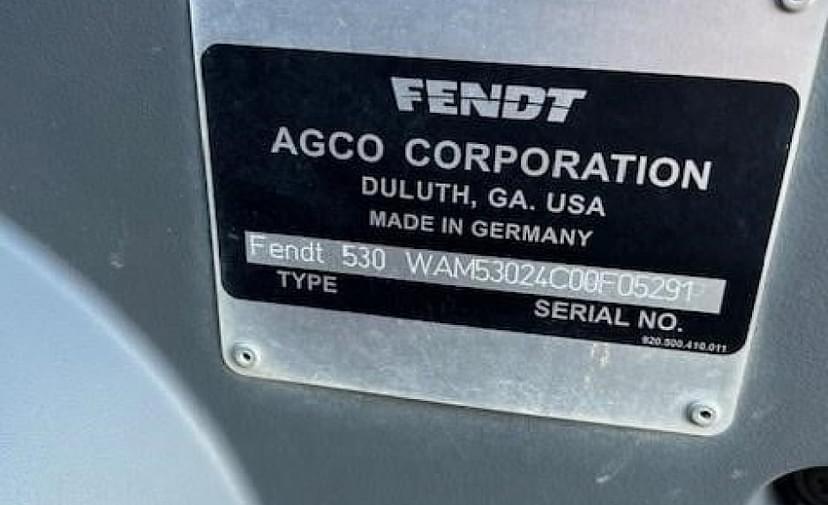 FENDT
AGCO CORPORATION
DULUTH, GA. USA
MADE IN GERMANY
Fendt 530 WAM53024C00F05291
TYPE SERIAL NO.
920.500.410.011